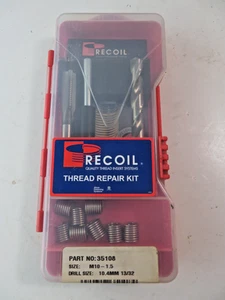 RECOIL
QUALITY THREAD INSERT SYSTEMS
RECOIL
THREAD REPAIR KIT
PART NO: 35108
SIZE: M10 - 1.5
DRILL SIZE: 10.4MM 13/32